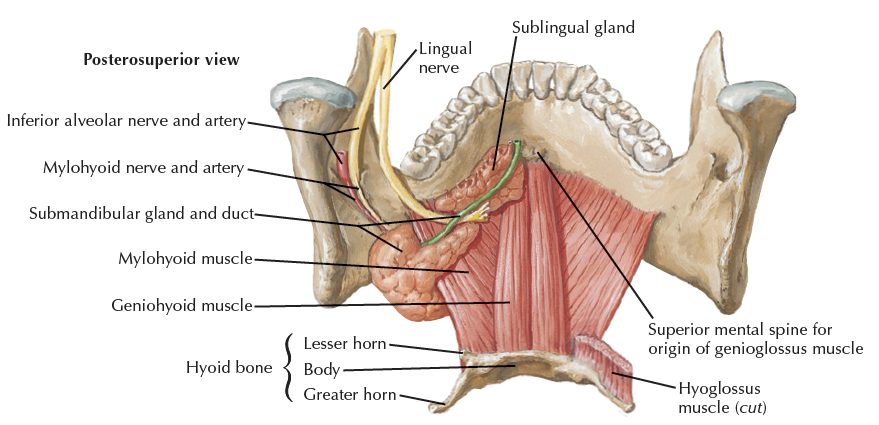 Sublingual gland
Lingual
nerve
Posterosuperior view
Inferior alveolar nerve and artery
Mylohyoid nerve and artery
Submandibular gland and duct
Mylohyoid muscle
Geniohyoid muscle
Hyoid bone
Lesser horn
Body
Greater horn
Superior mental spine for
origin of genioglossus muscle
Hyoglossus
muscle (cut)